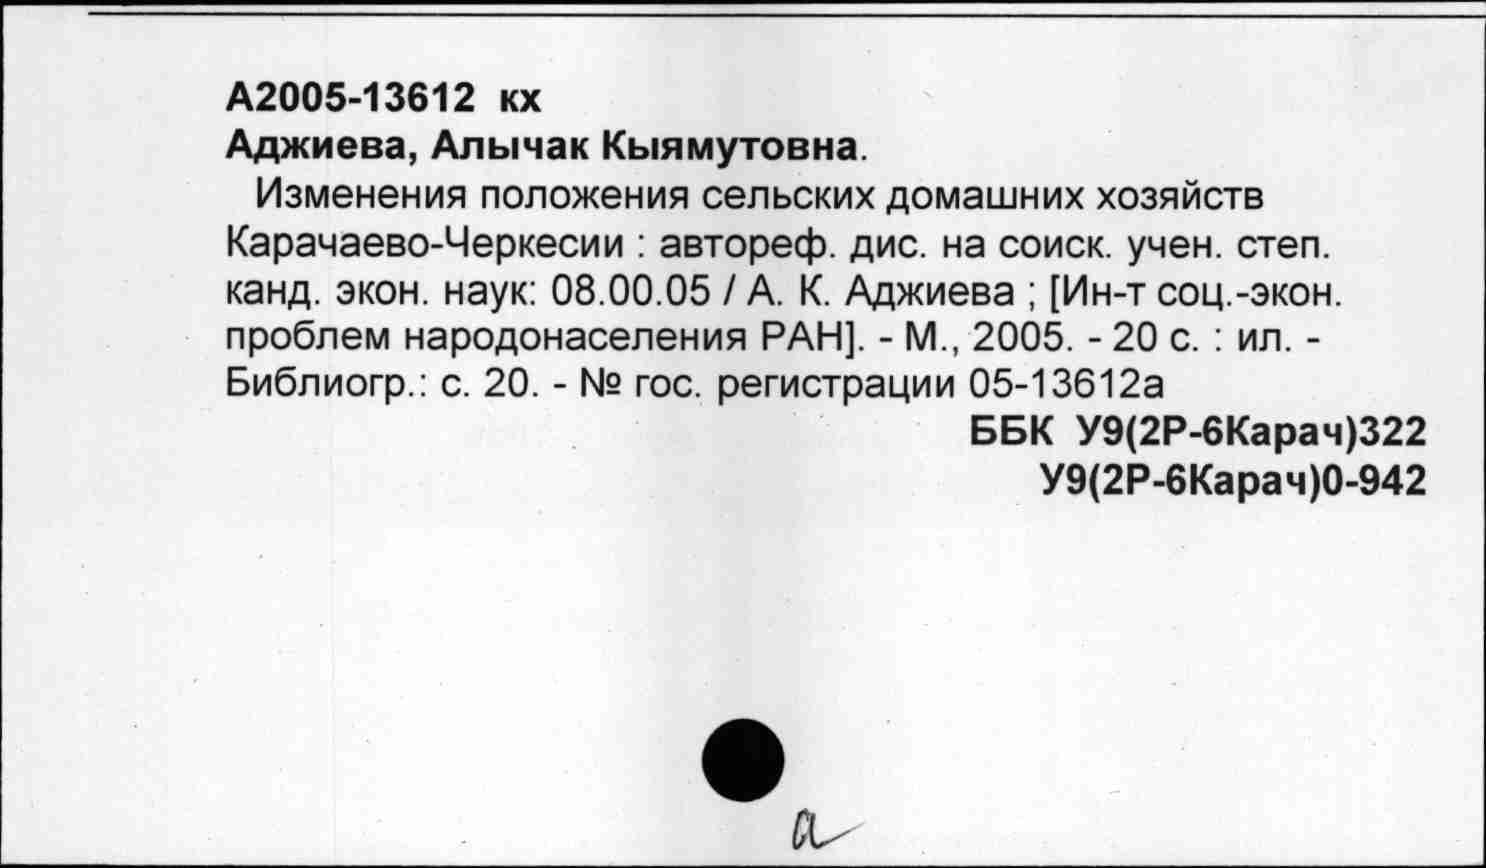 А2005-13612 кх
Аджиева, Алычак Кыямутовна.
Изменения положения сельских домашних хозяйств
Карачаево-Черкесии : автореф. дис. на соиск. учен. степ.
канд. экон. наук: 08.00.05 / А. К. Аджиева ; [Ин-т соц.-экон.
проблем народонаселения РАН]. - М., 2005. - 20 с. : ил. -
Библиогр.: с. 20. - № гос. регистрации 05-13612а
ББК У9(2Р-6Карач)322
У9(2Р-6Карач)0-942
а